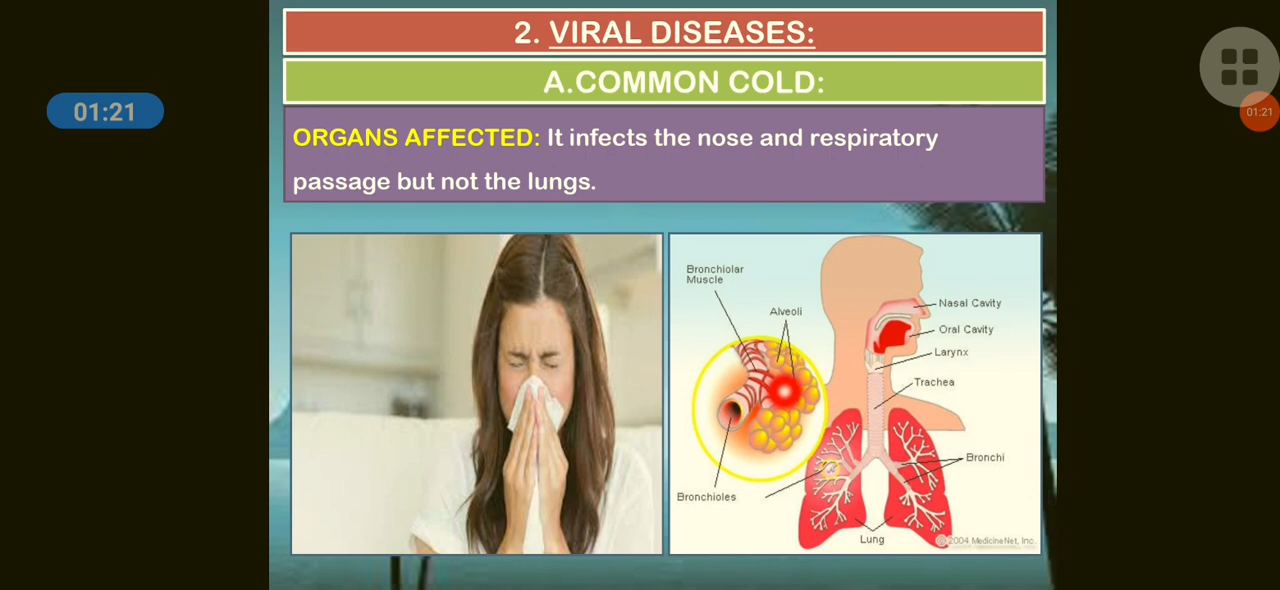 2. VIRAL DISEASES:
A.COMMON COLD:
01:21
01:21
ORGANS AFFECTED: It infects the nose and respiratory
passage but not the lungs.
Bronchiolar
Muscle
Alveoli
Nasal Cavity
Oral Cavity
Larynx
Trachea
Bronchi
Bronchioles
Lung
©2004 MedicineNet, Inc.